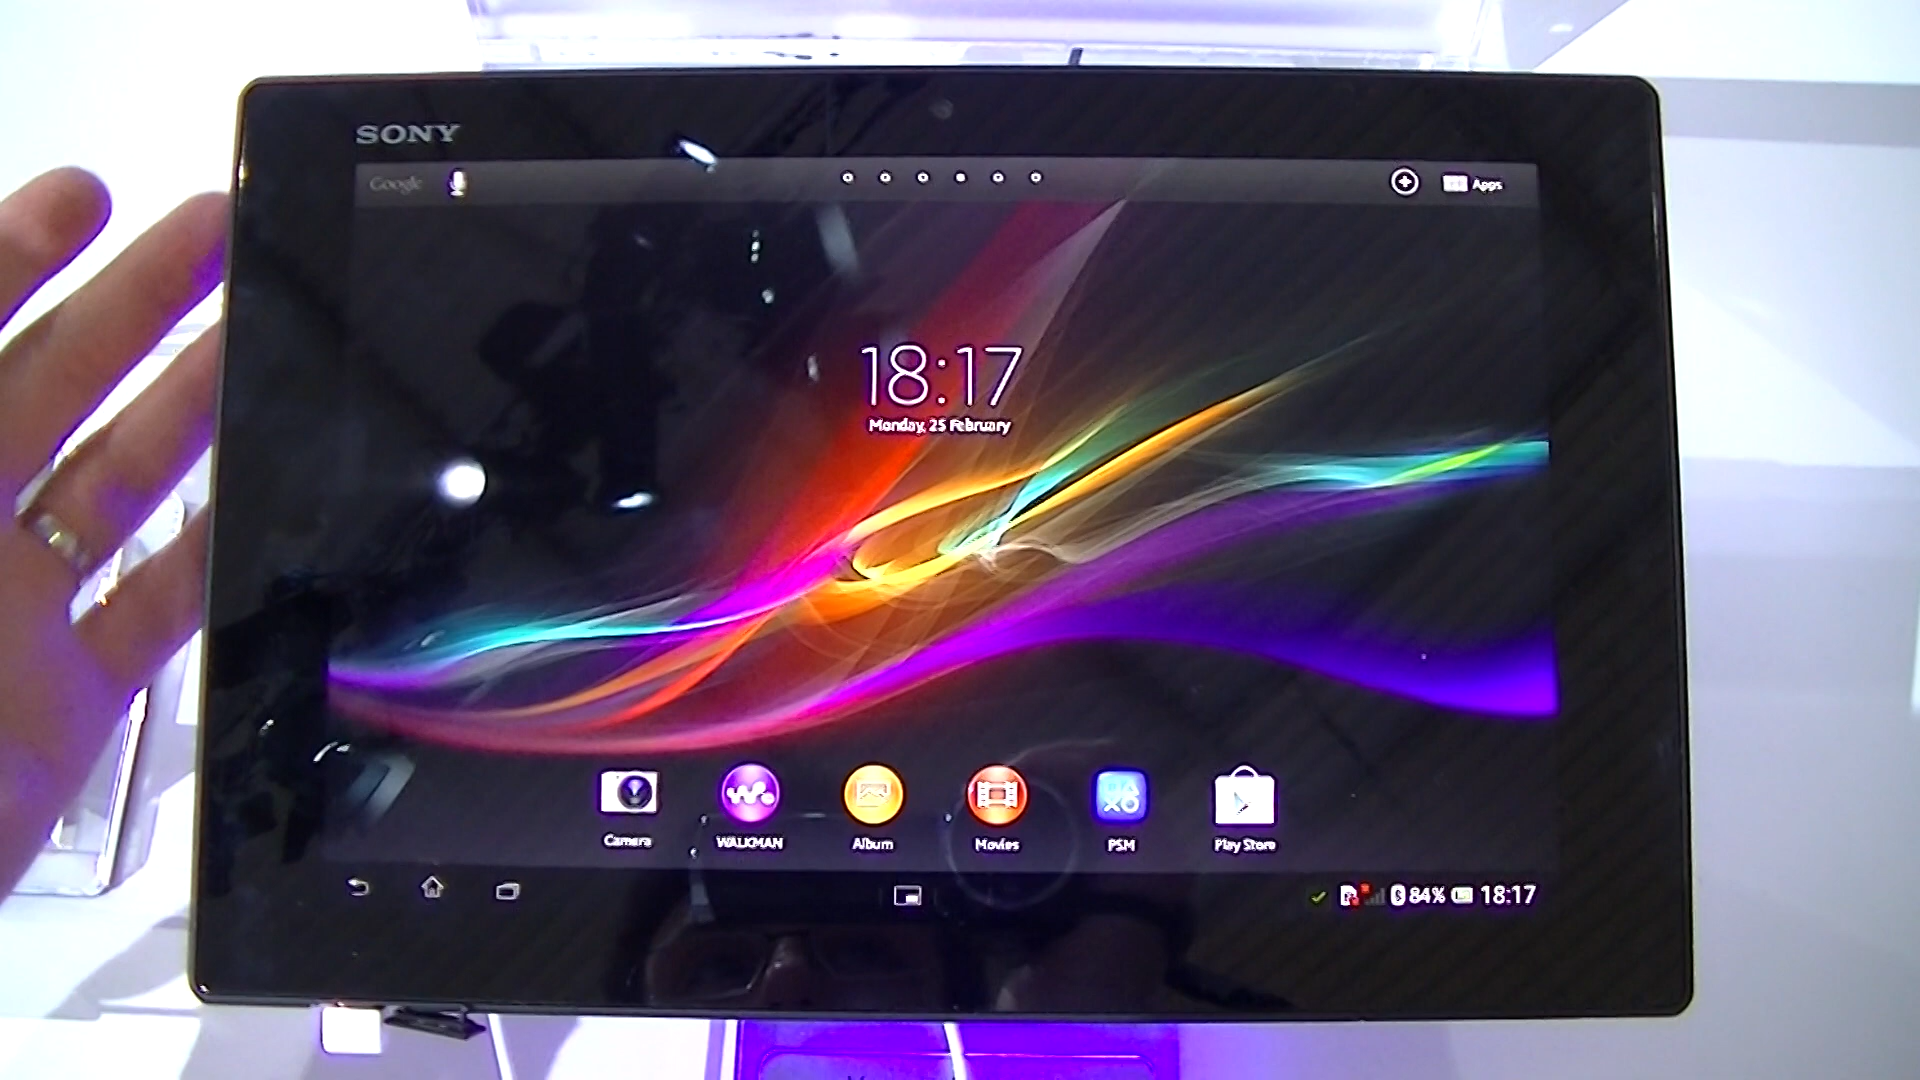 SONY
Google
Apps
18:17
Monday, 25 February
Camera
WALKMAN
Album
Movies
PSM
Play Store
84%
18:17